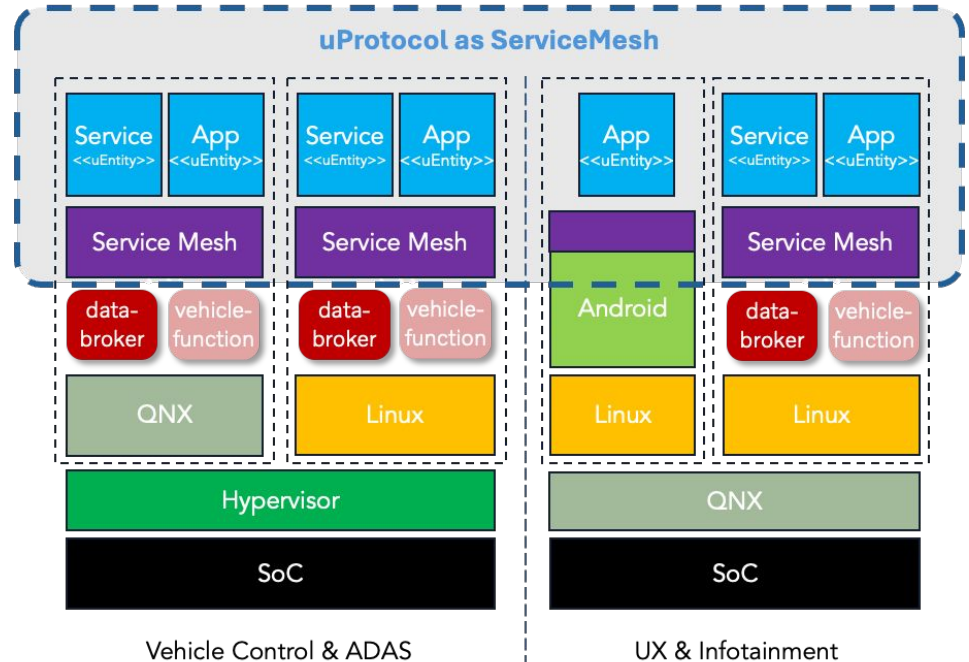 uProtocol as ServiceMesh
Service
<<uEntity>>
App
<<uEntity>>
Service
<<uEntity>>
App
<<uEntity>>
App
<<uEntity>>
Service
<<uEntity>>
App
<<uEntity>>
Service Mesh
Service Mesh
Service Mesh
data-
broker
vehicle-
function
data-
broker
vehicle-
function
Android
data-
broker
vehicle-
function
QNX
Linux
Linux
Linux
Hypervisor
QNX
SoC
SoC
Vehicle Control & ADAS
UX & Infotainment